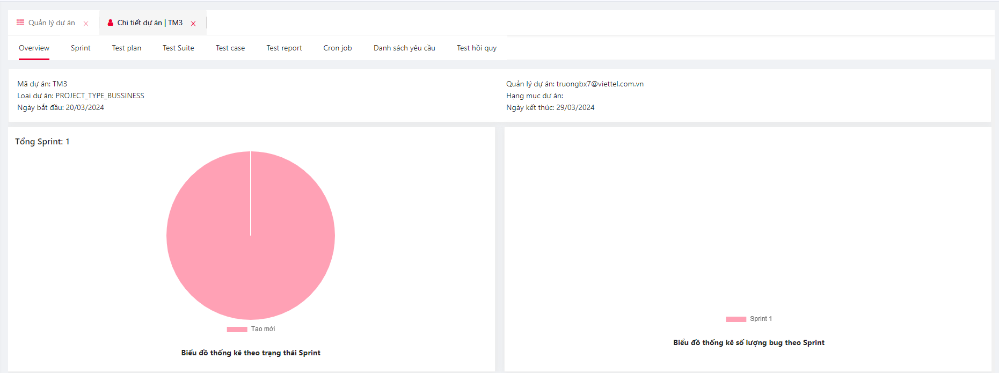 Quản lý dự án
Chi tiết dự án | TM3
Overview
Sprint
Test plan
Test Suite
Test case
Test report
Cron job
Danh sách yêu cầu
Test hồi quy
Mã dự án: TM3
Loại dự án: PROJECT_TYPE_BUSSINESS
Ngày bắt đầu: 20/03/2024
Quản lý dự án: truongbx7@viettel.com.vn
Hạng mục dự án:
Ngày kết thúc: 29/03/2024
Tổng Sprint: 1
Tạo mới
Biểu đồ thống kê theo trạng thái Sprint
Sprint 1
Biểu đồ thống kê số lượng bug theo Sprint